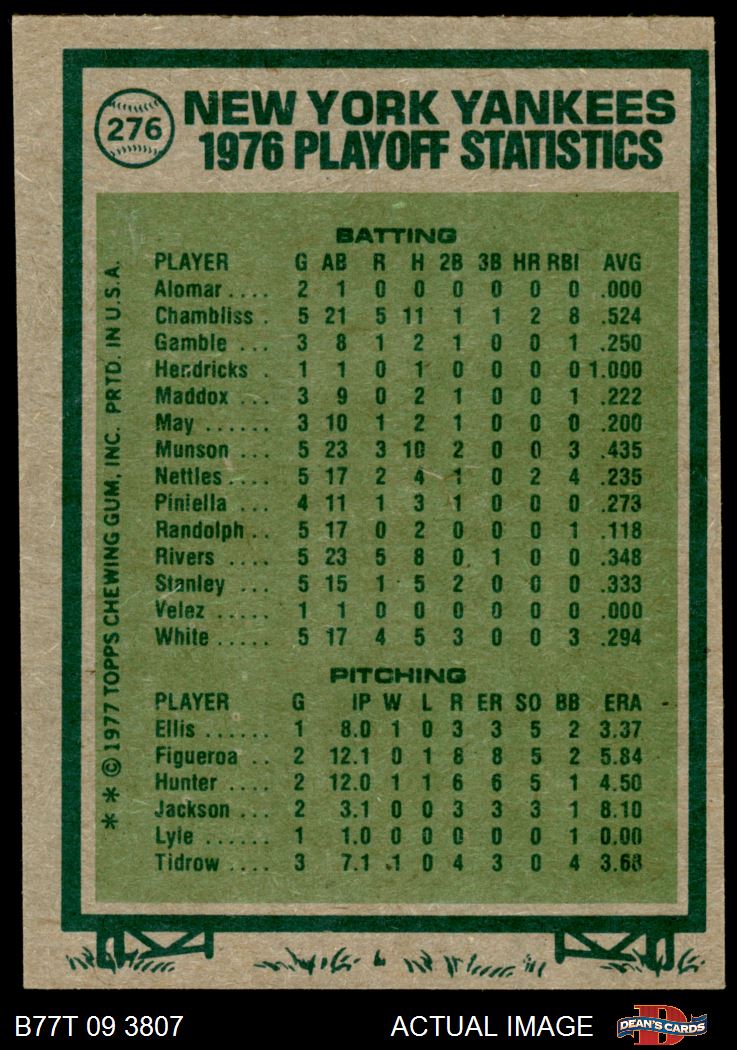 276
NEW YORK YANKEES
1976 PLAYOFF STATISTICS
BATTING
PLAYER G AB R H 2B 3B HR RBI AVG
Alomar .... 2 1 0 0 0 0 0 0 .000
Chambliss . 5 21 5 11 1 1 2 8 .524
Gamble ... 3 8 1 2 1 0 0 1 .250
Hendricks . 1 1 0 1 0 0 0 0 1.000
Maddox ... 3 9 0 2 1 0 0 1 .222
May ...... 3 10 1 2 1 0 0 0 .200
Munson ... 5 23 3 10 2 0 0 3 .435
Nettles.... 5 17 2 4 1 0 2 4 .235
Piniella ... 4 11 1 3 1 0 0 0 .273
Randolph .. 5 17 0 2 0 0 0 1 .118
Rivers .... 5 23 5 8 0 1 0 0 .348
Stanley ... 5 15 1 5 2 0 0 0 .333
Velez ..... 1 1 0 0 0 0 0 0 .000
White ..... 5 17 4 5 3 0 0 3 .294
PITCHING
PLAYER G IP W L R ER SO BB ERA
Ellis ...... 1 8.0 1 0 3 3 5 2 3.37
Figueroa .. 2 12.1 0 1 8 8 5 2 5.84
Hunter .... 2 12.0 1 1 6 6 5 1 4.50
Jackson ... 2 3.1 0 0 3 3 3 1 8.10
Lyle ...... 1 1.0 0 0 0 0 0 1 0.00
Tidrow .... 3 7.1 1 0 4 3 0 4 3.68
* * © 1977 TOPPS CHEWING GUM, INC. PRTD. IN U.S.A.
B77T 09 3807 ACTUAL IMAGE
D
DEAN'S CARDS